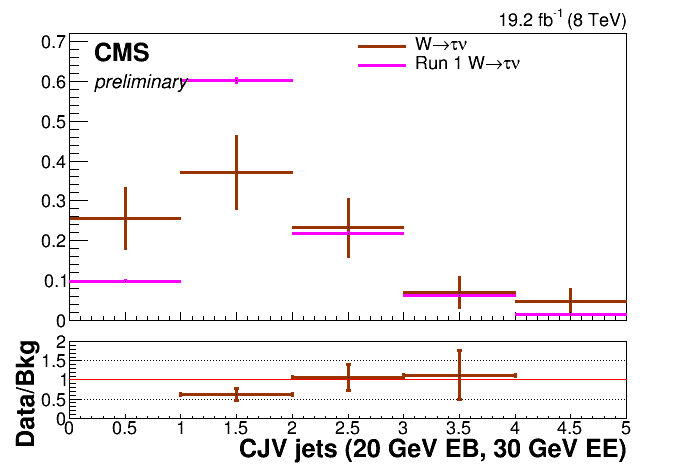 19.2 fb⁻¹ (8 TeV)
CMS
preliminary
W→τν
Run 1 W→τν
0.7
0.6
0.5
0.4
0.3
0.2
0.1
0
Data/Bkg
2
1.5
1
0.5
0
0 0.5 1 1.5 2 2.5 3 3.5 4 4.5 5
CJV jets (20 GeV EB, 30 GeV EE)